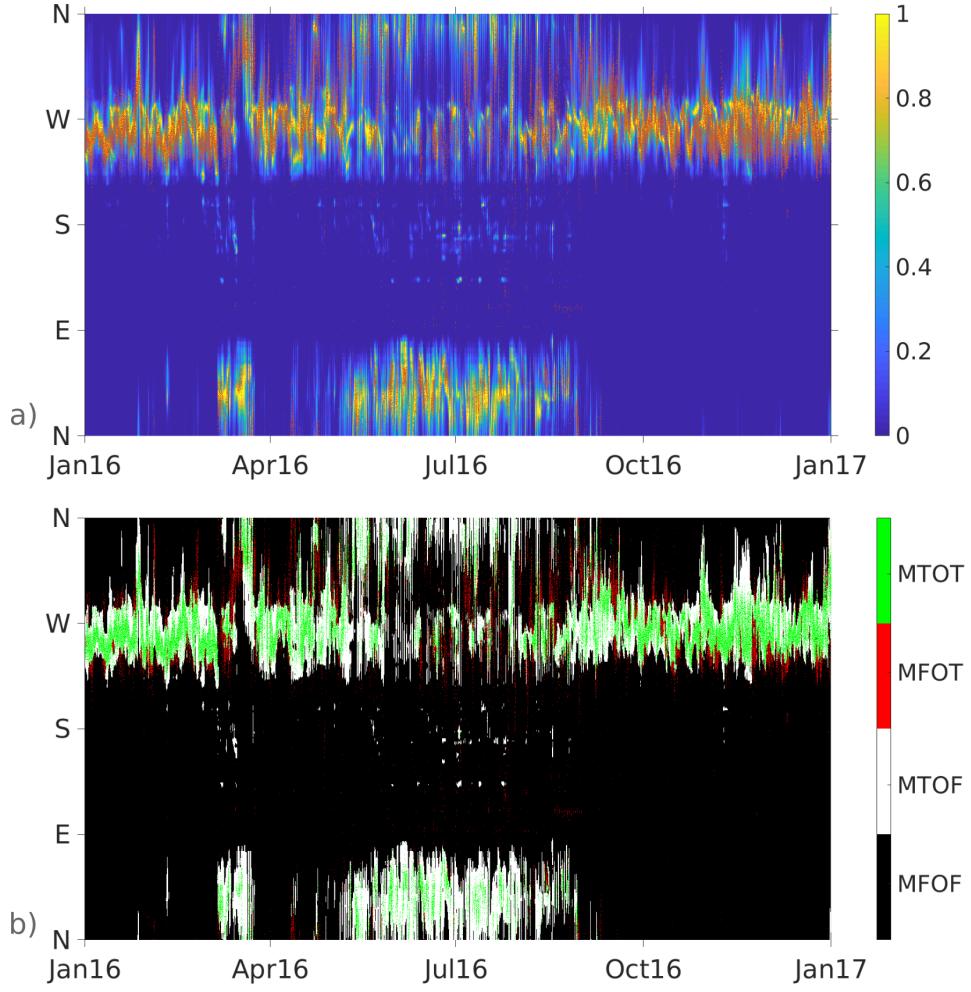 N
W
S
E
N
a)
Jan16 Apr16 Jul16 Oct16 Jan17
1
0.8
0.6
0.4
0.2
0
N
W
S
E
N
b)
Jan16 Apr16 Jul16 Oct16 Jan17
MTOT
MFOT
MTOF
MFOF